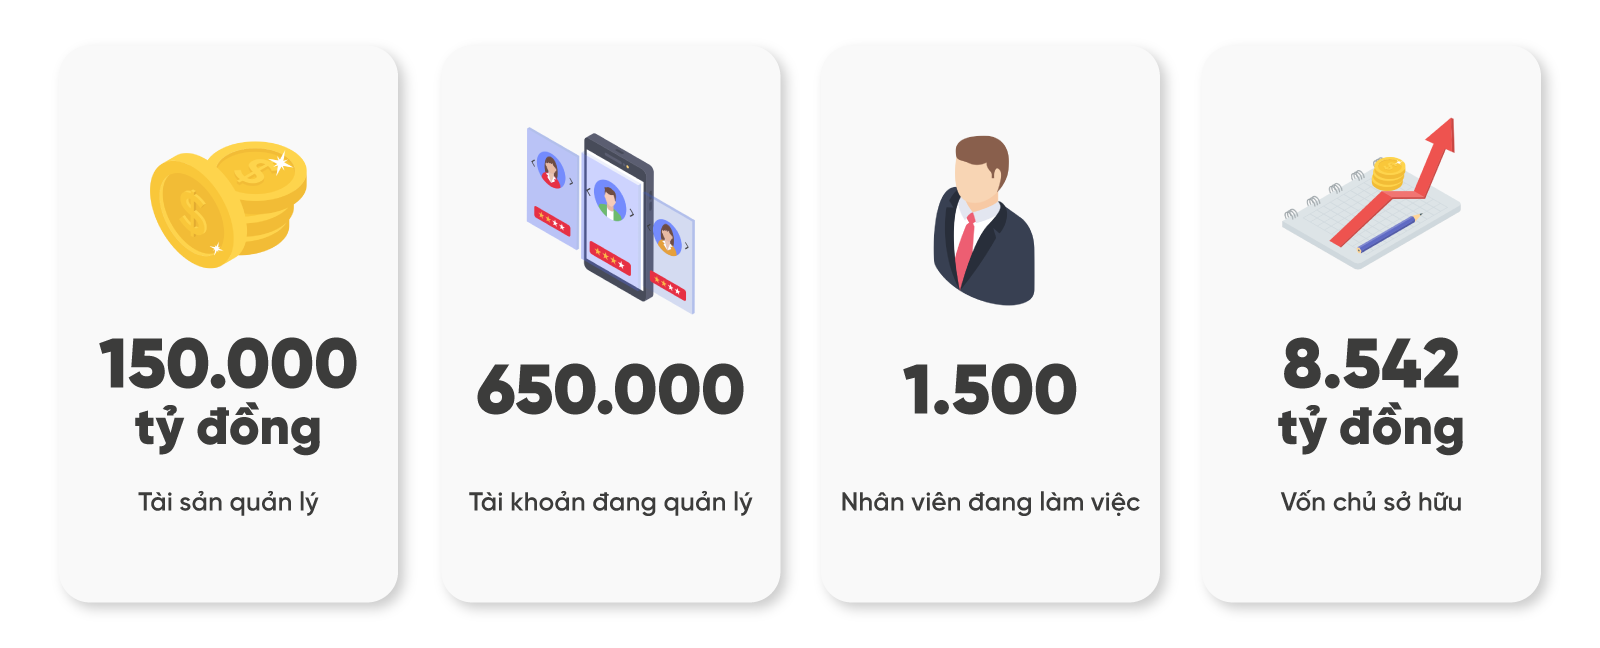 150.000
tỷ đồng
Tài sản quản lý
650.000
Tài khoản đang quản lý
1.500
Nhân viên đang làm việc
8.542
tỷ đồng
Vốn chủ sở hữu